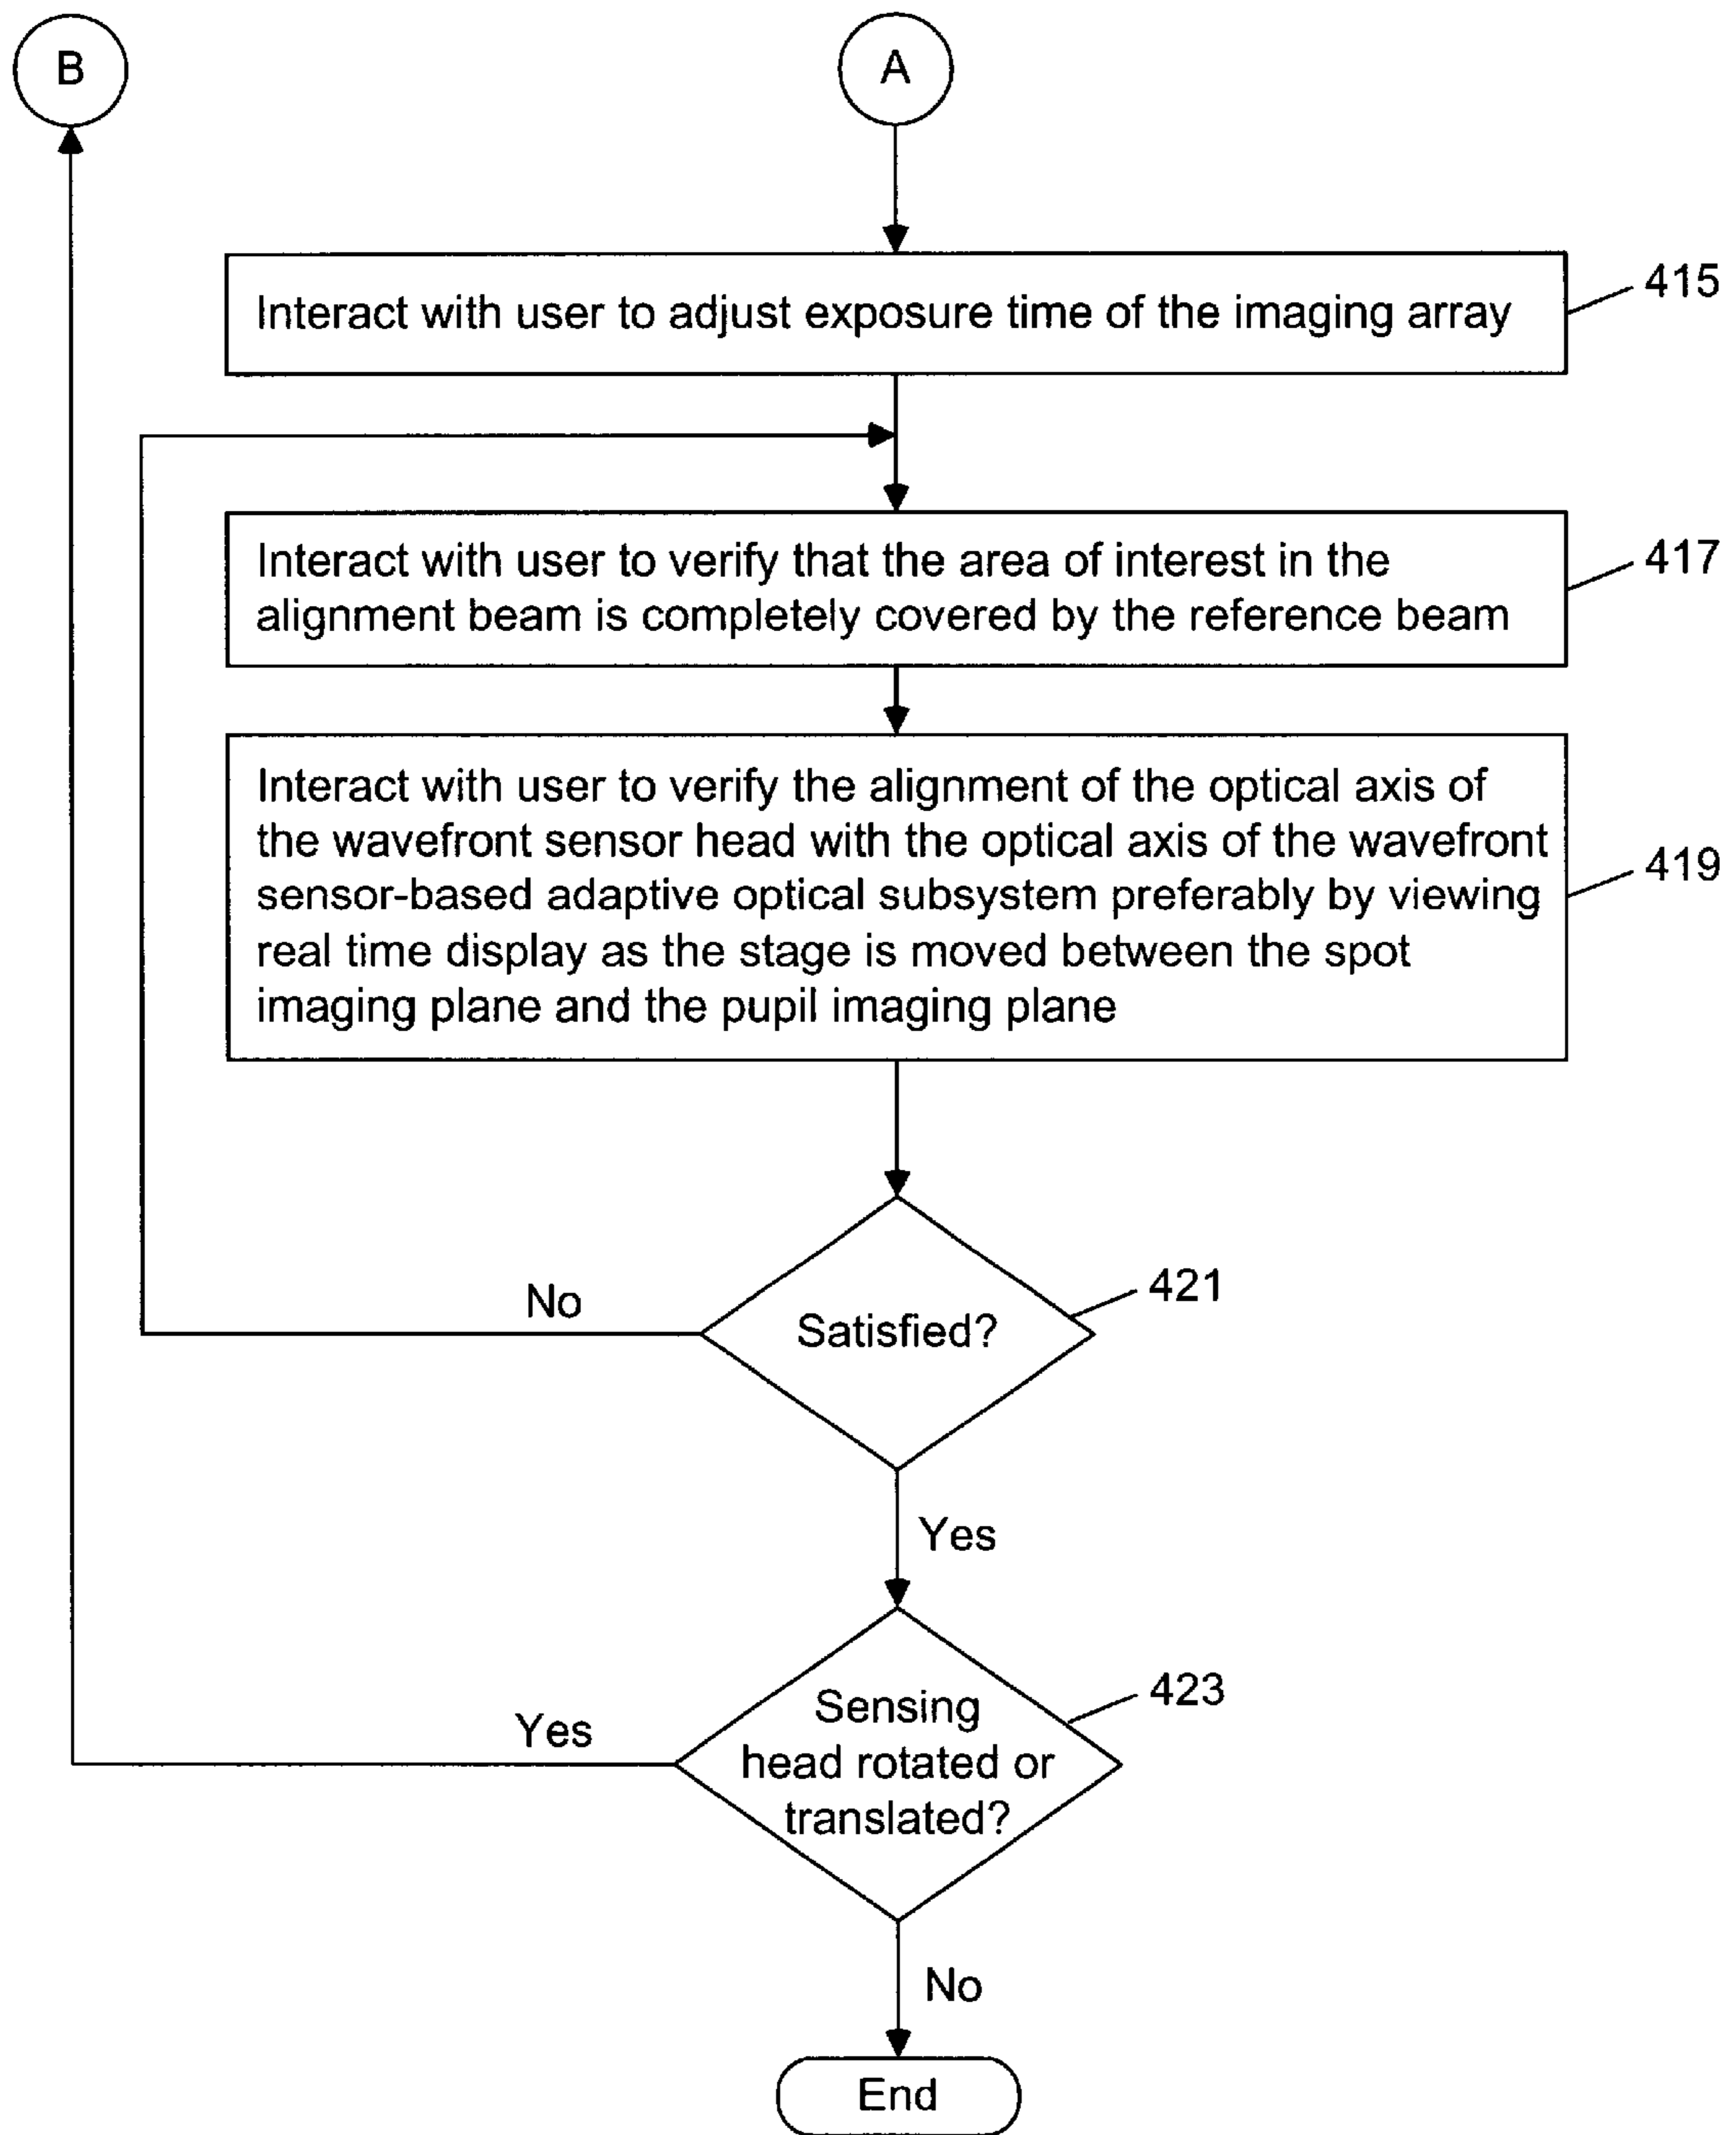 B
A
Interact with user to adjust exposure time of the imaging array
415
Interact with user to verify that the area of interest in the
alignment beam is completely covered by the reference beam
417
Interact with user to verify the alignment of the optical axis of
the wavefront sensor head with the optical axis of the wavefront
sensor-based adaptive optical subsystem preferably by viewing
real time display as the stage is moved between the spot
imaging plane and the pupil imaging plane
419
No
Satisfied?
421
Yes
Yes
Sensing
head rotated or
translated?
423
No
End